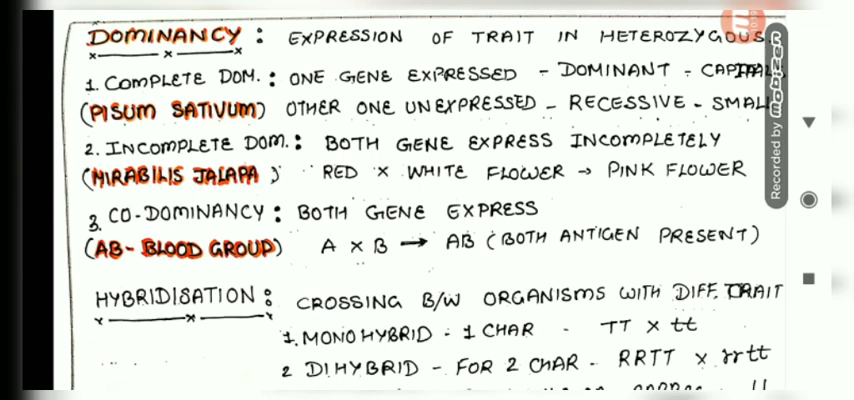 DOMINANCY : EXPRESSION OF TRAIT IN HETEROZYGOUS.
1. COMPLETE DOM. : ONE GENE EXPRESSED - DOMINANT - CAPITAL
(PISUM SATIVUM) OTHER ONE UNEXPRESSED - RECESSIVE - SMALL
2. INCOMPLETE DOM. : BOTH GENE EXPRESS INCOMPLETELY
(MIRABILIS JALAPA) RED X WHITE FLOWER → PINK FLOWER
3. CO-DOMINANCY : BOTH GENE EXPRESS
(AB- BLOOD GROUP) A X B → AB (BOTH ANTIGEN PRESENT)
HYBRIDISATION : CROSSING B/W ORGANISMS WITH DIFF. TRAIT
1. MONOHYBRID - 1 CHAR - TT X tt
2 DIHYBRID - FOR 2 CHAR - RRTT X rrtt
Recorded by Mobizen